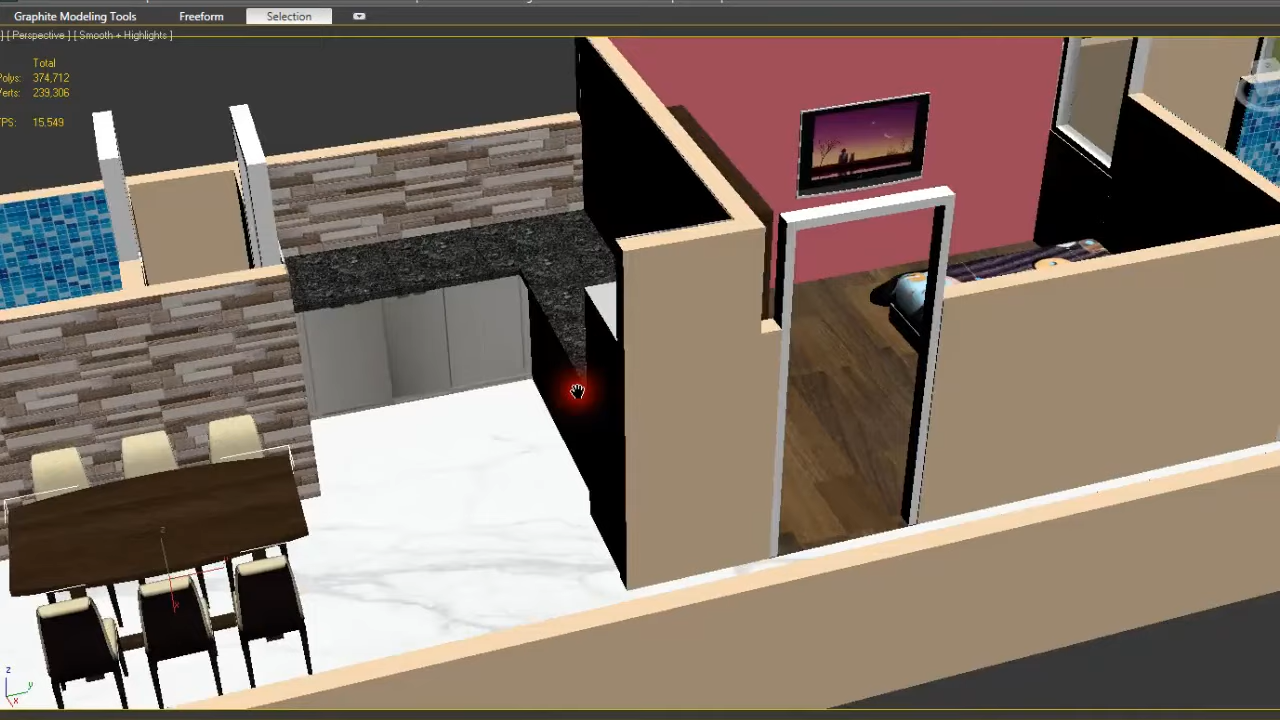 Graphite Modeling Tools Freeform Selection
] [ Perspective ] [ Smooth + Highlights ]
Total
Polys: 374,712
Verts: 239,306
FPS: 15.549
z
x
z
y
x